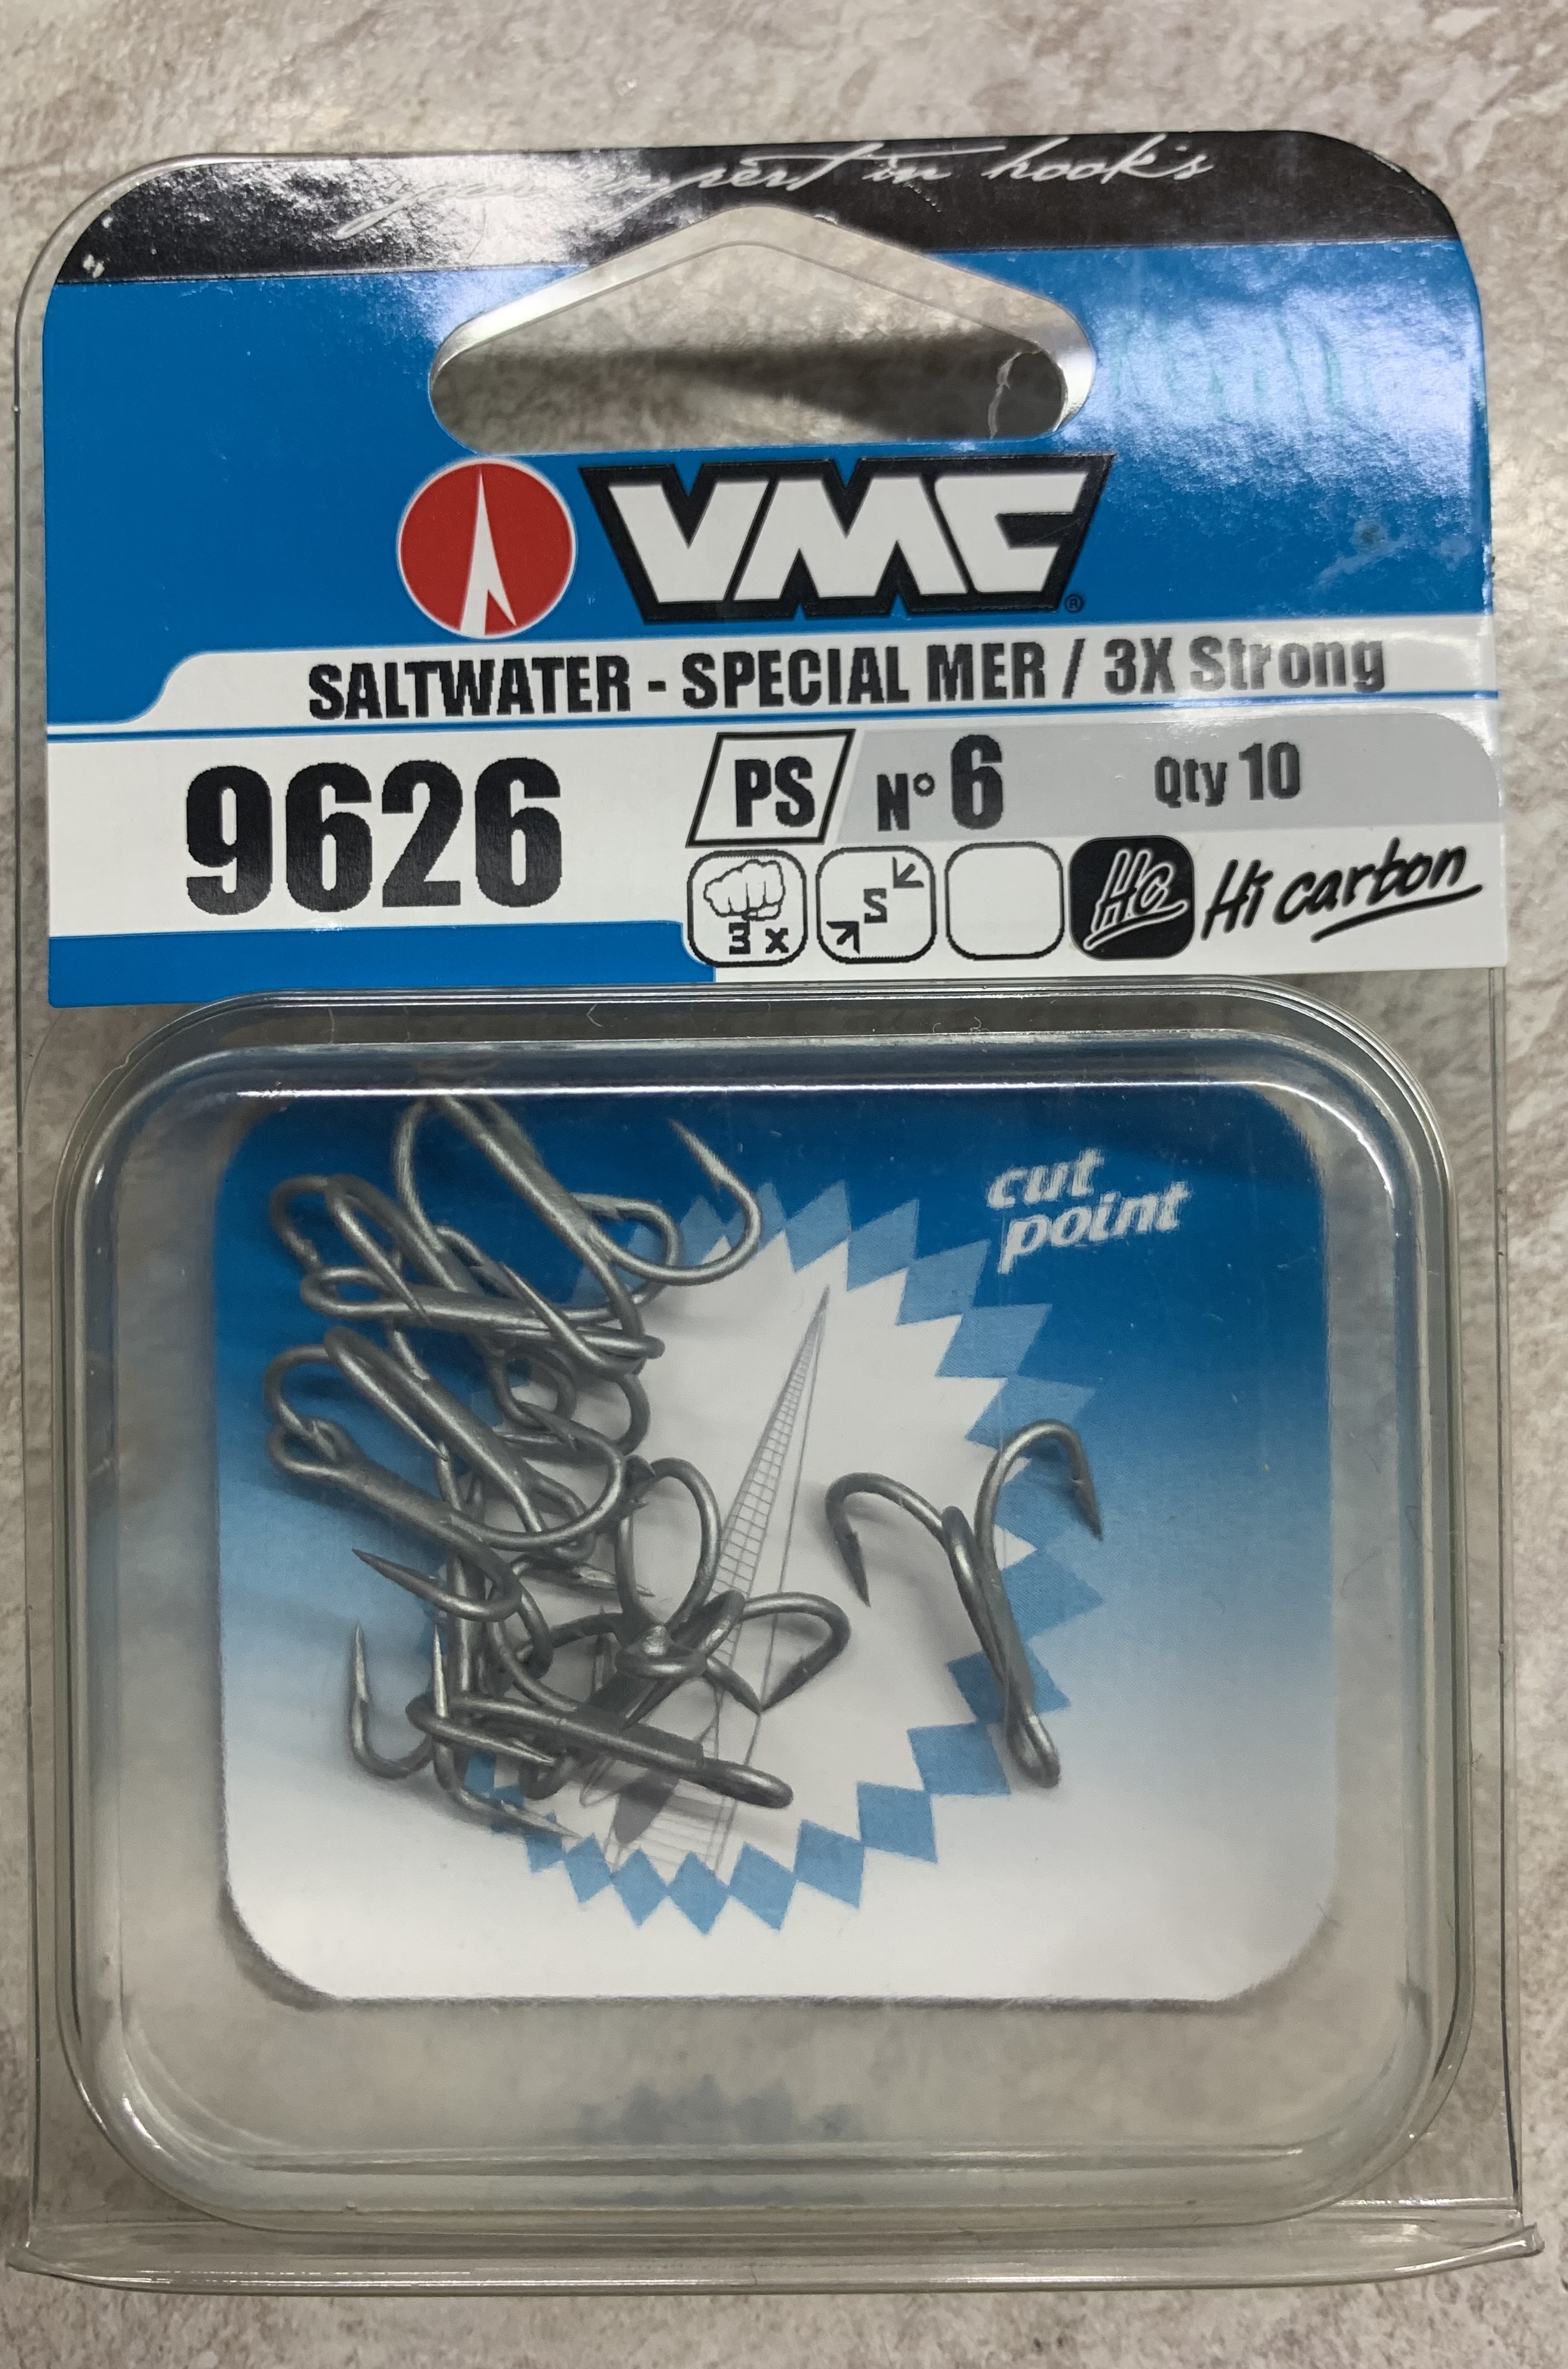 your expert in hooks
VMC®
SALTWATER - SPECIAL MER / 3X Strong
9626
PS N° 6 Qty 10
3 x S Hc Hi carbon
cut
point